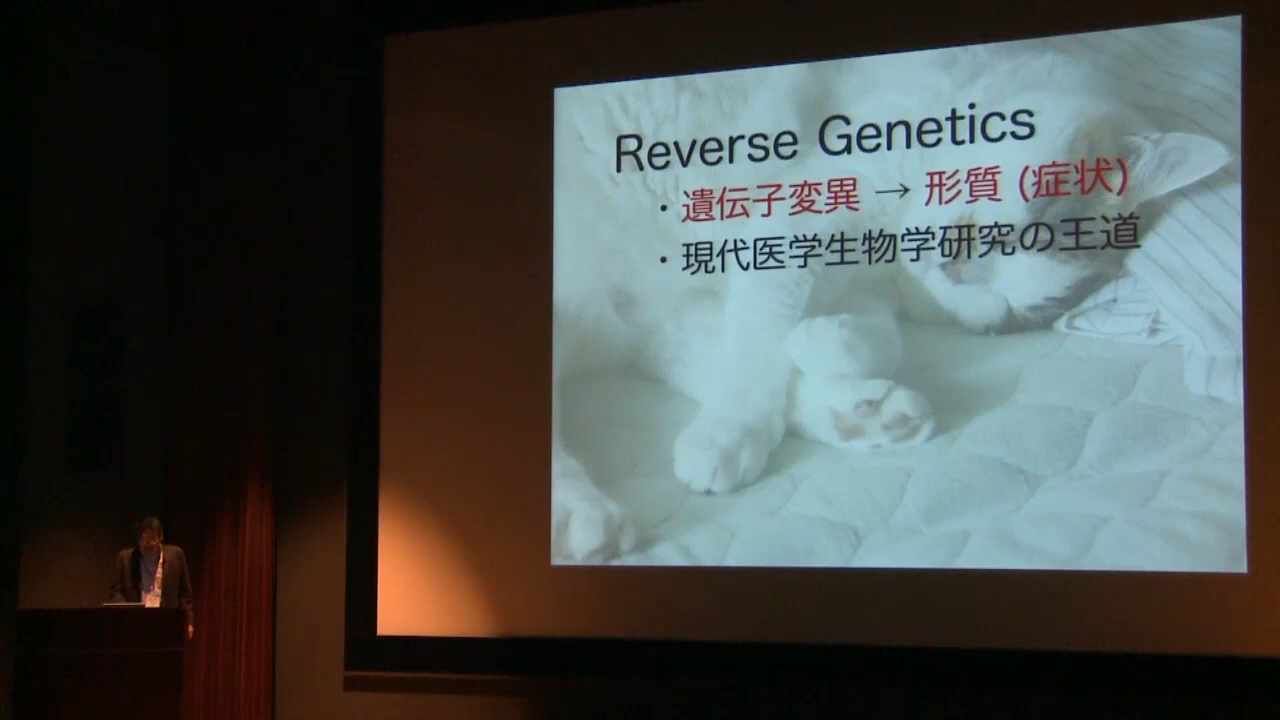 Reverse Genetics
・遺伝子変異 → 形質 (症状)
・現代医学生物学研究の王道